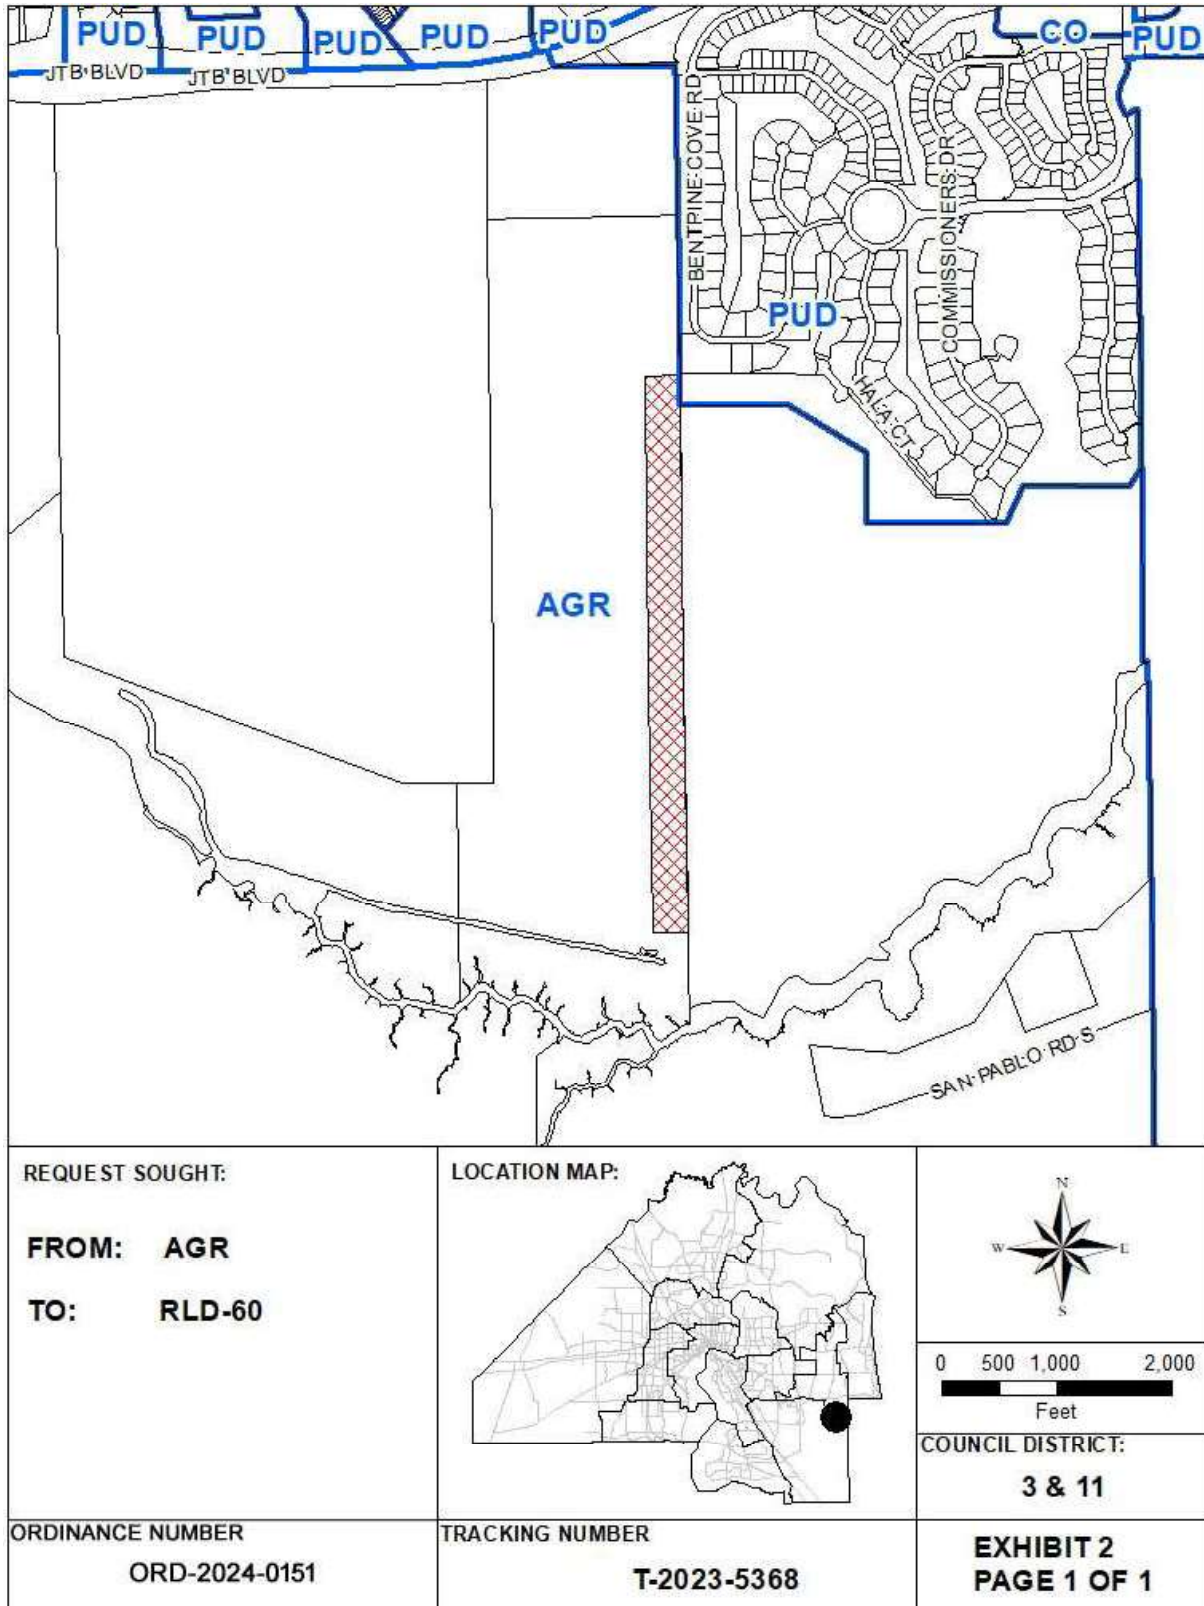 PUD
PUD
PUD
PUD
PUD
CO
PUD
JTB BLVD
JTB BLVD
BENTPINE COVE RD
COMMISSIONERS DR
PUD
HALA CT
AGR
SAN PABLO RD S
REQUEST SOUGHT:
FROM: AGR
TO: RLD-60
LOCATION MAP:
N
W E
S
0 500 1,000 2,000
Feet
COUNCIL DISTRICT:
3 & 11
ORDINANCE NUMBER
ORD-2024-0151
TRACKING NUMBER
T-2023-5368
EXHIBIT 2
PAGE 1 OF 1